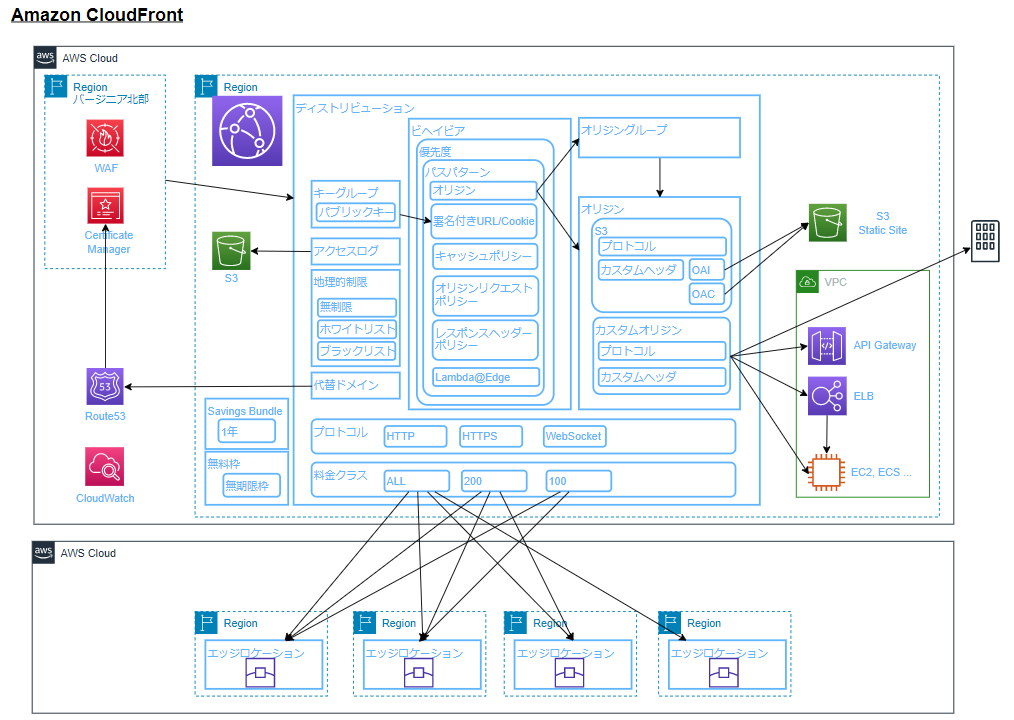 Amazon CloudFront
aws
AWS Cloud
Region
バージニア北部
WAF
Certificate
Manager
Region
ディストリビューション
キーグループ
パブリックキー
アクセスログ
S3
地理的制限
無制限
ホワイトリスト
ブラックリスト
代替ドメイン
53
Route53
CloudWatch
Savings Bundle
1年
無料枠
無期限枠
ビヘイビア
優先度
パスパターン
オリジン
署名付きURL/Cookie
キャッシュポリシー
オリジンリクエスト
ポリシー
レスポンスヘッダー
ポリシー
Lambda@Edge
オリジングループ
オリジン
S3
プロトコル
カスタムヘッダ
OAI
OAC
カスタムオリジン
プロトコル
カスタムヘッダ
プロトコル
HTTP
HTTPS
WebSocket
料金クラス
ALL
200
100
S3
Static Site
VPC
API Gateway
ELB
EC2, ECS ...
aws
AWS Cloud
Region
エッジロケーション
Region
エッジロケーション
Region
エッジロケーション
Region
エッジロケーション